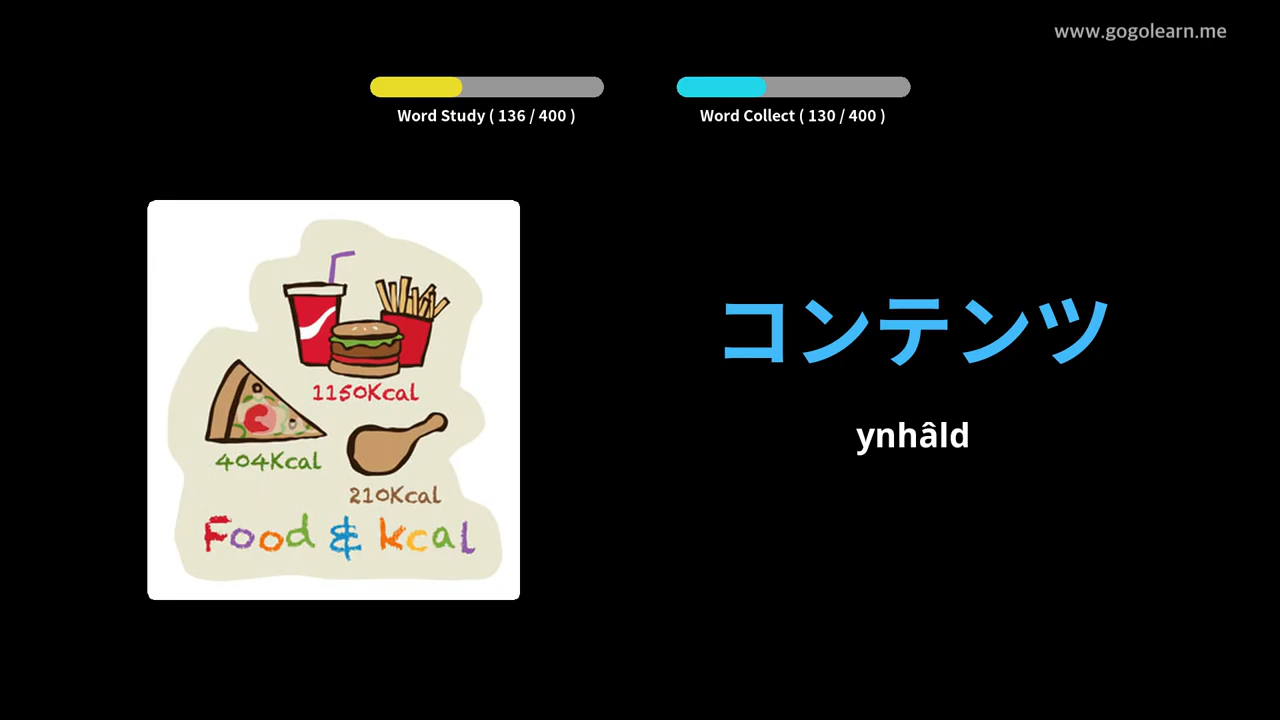 www.gogolearn.me
Word Study ( 136 / 400 )
Word Collect ( 130 / 400 )
1150Kcal
404Kcal
210Kcal
Food & kcal
コンテンツ
ynhâld